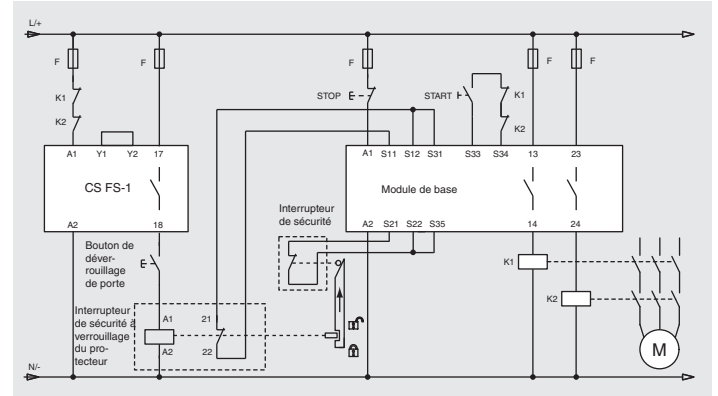 L/+
F
F
F
F
F
K1
K2
STOP
START
K1
K2
A1 Y1 Y2 17
A1 S11 S12 S31 S33 S34 13 23
CS FS-1
Module de base
A2 18
A2 S21 S22 S35 14 24
Interrupteur
de sécurité
Bouton de
déver-
rouillage
de porte
K1
K2
Interrupteur
de sécurité à
verrouillage
du pro-
tecteur
A1
A2
21
22
M
N/-